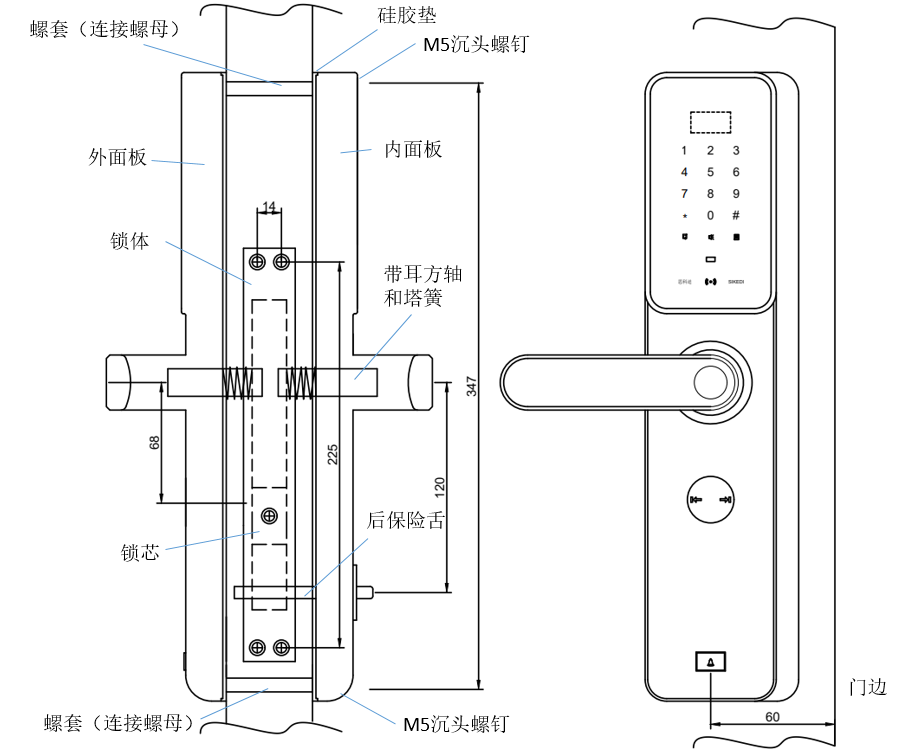 螺套（连接螺母）
硅胶垫
M5沉头螺钉
外面板
内面板
14
锁体
带耳方轴
和塔簧
347
68
225
120
后保险舌
锁芯
螺套（连接螺母）
M5沉头螺钉
1 2 3
4 5 6
7 8 9
* 0 #
SIKEDI
门边
60